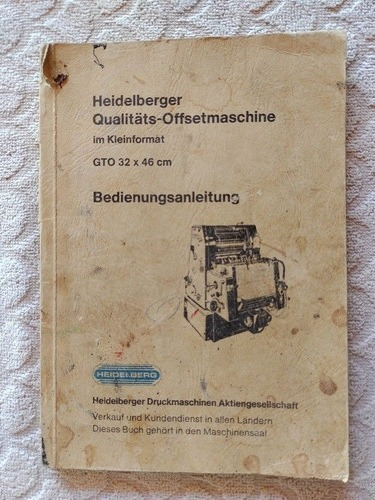 Heidelberger
Qualitäts-Offsetmaschine
im Kleinformat
GTO 32 x 46 cm
Bedienungsanleitung
HEIDELBERG
Heidelberger Druckmaschinen Aktiengesellschaft
Verkauf und Kundendienst in allen Ländern
Dieses Buch gehört in den Maschinensaal